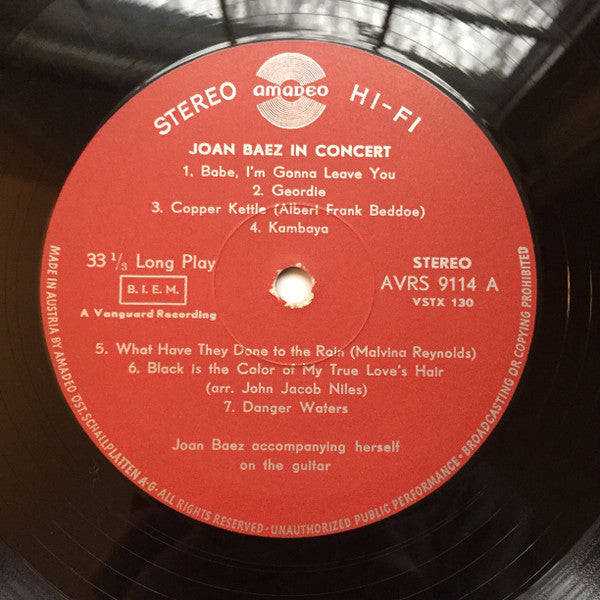 STEREO
AMADEO
HI-FI
JOAN BAEZ IN CONCERT
1. Babe, I'm Gonna Leave You
2. Geordie
3. Copper Kettle (Albert Frank Beddoe)
4. Kambaya
33 1/3 Long Play
B.I.E.M.
A Vanguard Recording
STEREO
AVRS 9114 A
VSTX 130
5. What Have They Done to the Rain (Malvina Reynolds)
6. Black is the Color of My True Love's Hair
(arr. John Jacob Niles)
7. Danger Waters
Joan Baez accompanying herself
on the guitar
MADE IN AUSTRIA BY AMADEO ÖST. SCHALLPLATTEN A·G·ALL RIGHTS RESERVED·UNAUTHORIZED PUBLIC PERFORMANCE·BROADCASTING OR COPYING PROHIBITED